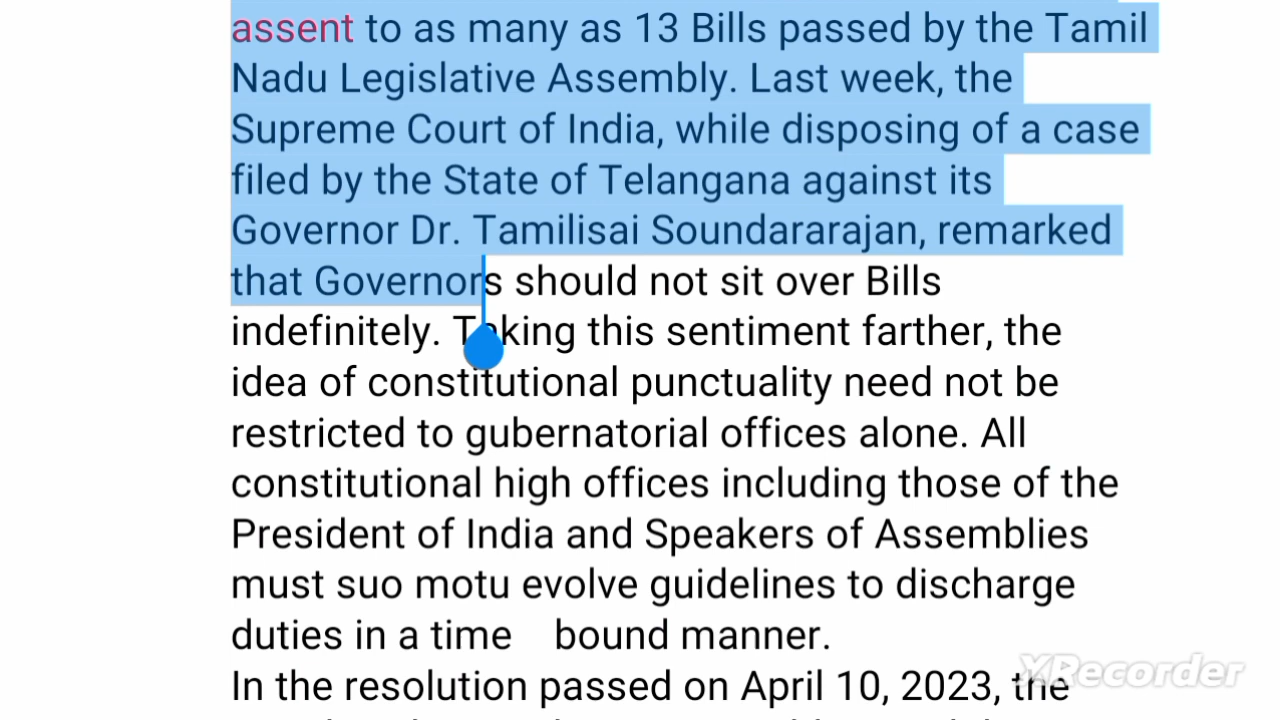 assent to as many as 13 Bills passed by the Tamil
Nadu Legislative Assembly. Last week, the
Supreme Court of India, while disposing of a case
filed by the State of Telangana against its
Governor Dr. Tamilisai Soundararajan, remarked
that Governors should not sit over Bills
indefinitely. Taking this sentiment farther, the
idea of constitutional punctuality need not be
restricted to gubernatorial offices alone. All
constitutional high offices including those of the
President of India and Speakers of Assemblies
must suo motu evolve guidelines to discharge
duties in a time bound manner.
In the resolution passed on April 10, 2023, the
XRecorder